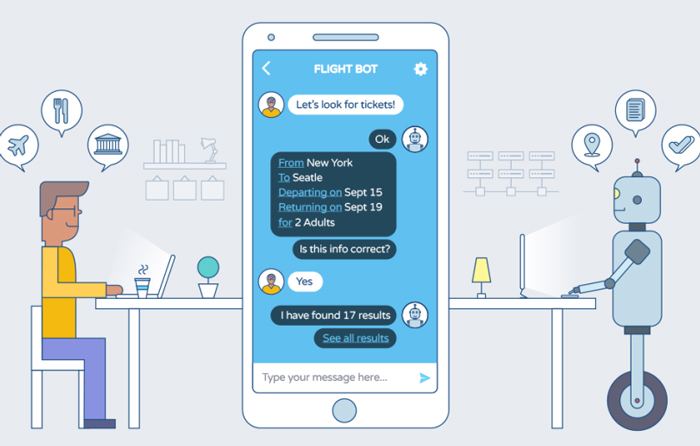 FLIGHT BOT
Let's look for tickets!
Ok
From New York
To Seatle
Departing on Sept 15
Returning on Sept 19
for 2 Adults
Is this info correct?
Yes
I have found 17 results
See all results
Type your message here...